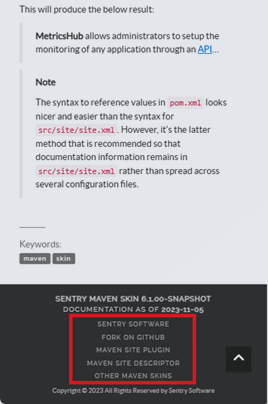 This will produce the below result:
MetricsHub allows administrators to setup the
monitoring of any application through an API...
Note
The syntax to reference values in pom.xml looks
nicer and easier than the syntax for
src/site/site.xml. However, it's the latter
method that is recommended so that
documentation information remains in
src/site/site.xml rather than spread across
several configuration files.
Keywords:
maven skin
SENTRY MAVEN SKIN 6.1.00-SNAPSHOT
DOCUMENTATION AS OF 2023-11-05
SENTRY SOFTWARE
FORK ON GITHUB
MAVEN SITE PLUGIN
MAVEN SITE DESCRIPTOR
OTHER MAVEN SKINS
Copyright © 2023 All Rights Reserved by Sentry Software